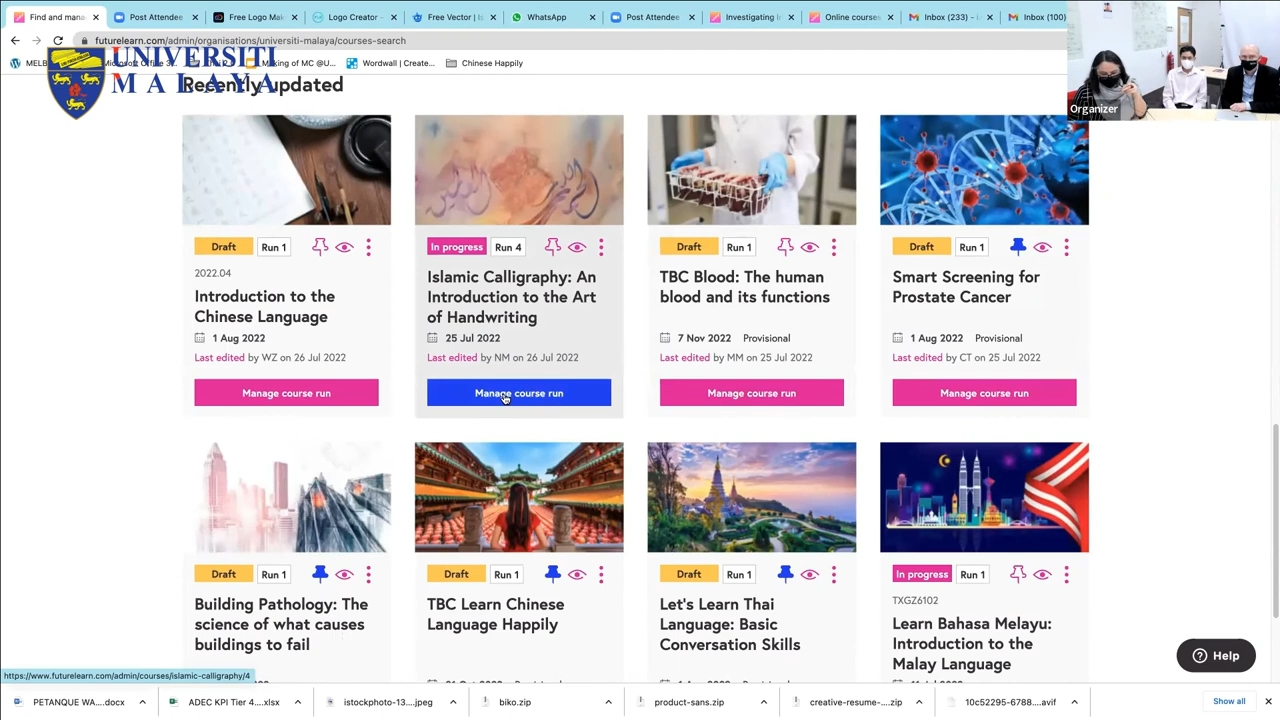 Find and mana
Post Attendee
Free Logo Mak
Logo Creator -
Free Vector | Is
WhatsApp
Post Attendee
Investigating I
Online courses
Inbox (233) -
Inbox (100)
futurelearn.com/admin/organisations/universiti-malaya/courses-search
Making of MC @U...
Wordwall | Create...
Chinese Happily
UNIVERSITI
MALAYA
Recently updated
Organizer
Draft Run 1
In progress Run 4
Draft Run 1
Draft Run 1
2022.04
Introduction to the
Chinese Language
1 Aug 2022
Last edited by WZ on 26 Jul 2022
Manage course run
Islamic Calligraphy: An
Introduction to the Art
of Handwriting
25 Jul 2022
Last edited by NM on 26 Jul 2022
Manage course run
TBC Blood: The human
blood and its functions
7 Nov 2022 Provisional
Last edited by MM on 25 Jul 2022
Manage course run
Smart Screening for
Prostate Cancer
1 Aug 2022 Provisional
Last edited by CT on 25 Jul 2022
Manage course run
Draft Run 1
Building Pathology: The
science of what causes
buildings to fail
Draft Run 1
TBC Learn Chinese
Language Happily
Draft Run 1
Let's Learn Thai
Language: Basic
Conversation Skills
In progress Run 1
TXGZ6102
Learn Bahasa Melayu:
Introduction to the
Malay Language
Help
https://www.futurelearn.com/admin/courses/islamic-calligraphy/4
PETANQUE WA....docx
ADEC KPI Tier 4....xlsx
istockphoto-13....jpeg
biko.zip
product-sans.zip
creative-resume-....zip
10c52295-6788....avif
Show all